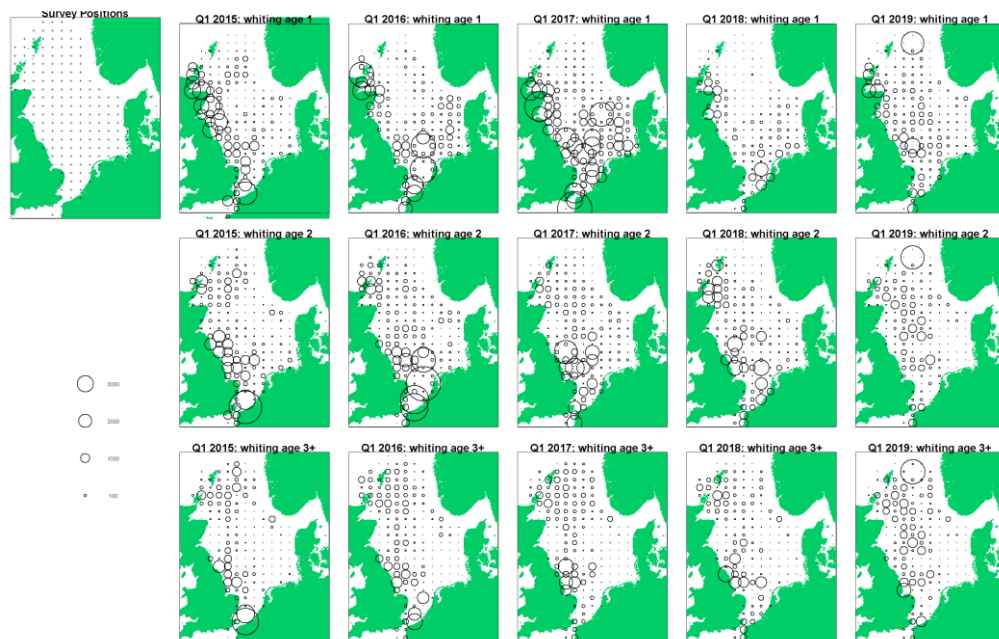 Survey Positions
Q1 2015: whiting age 1
Q1 2016: whiting age 1
Q1 2017: whiting age 1
Q1 2018: whiting age 1
Q1 2019: whiting age 1
Q1 2015: whiting age 2
Q1 2016: whiting age 2
Q1 2017: whiting age 2
Q1 2018: whiting age 2
Q1 2019: whiting age 2
3000
2000
1000
100
Q1 2015: whiting age 3+
Q1 2016: whiting age 3+
Q1 2017: whiting age 3+
Q1 2018: whiting age 3+
Q1 2019: whiting age 3+